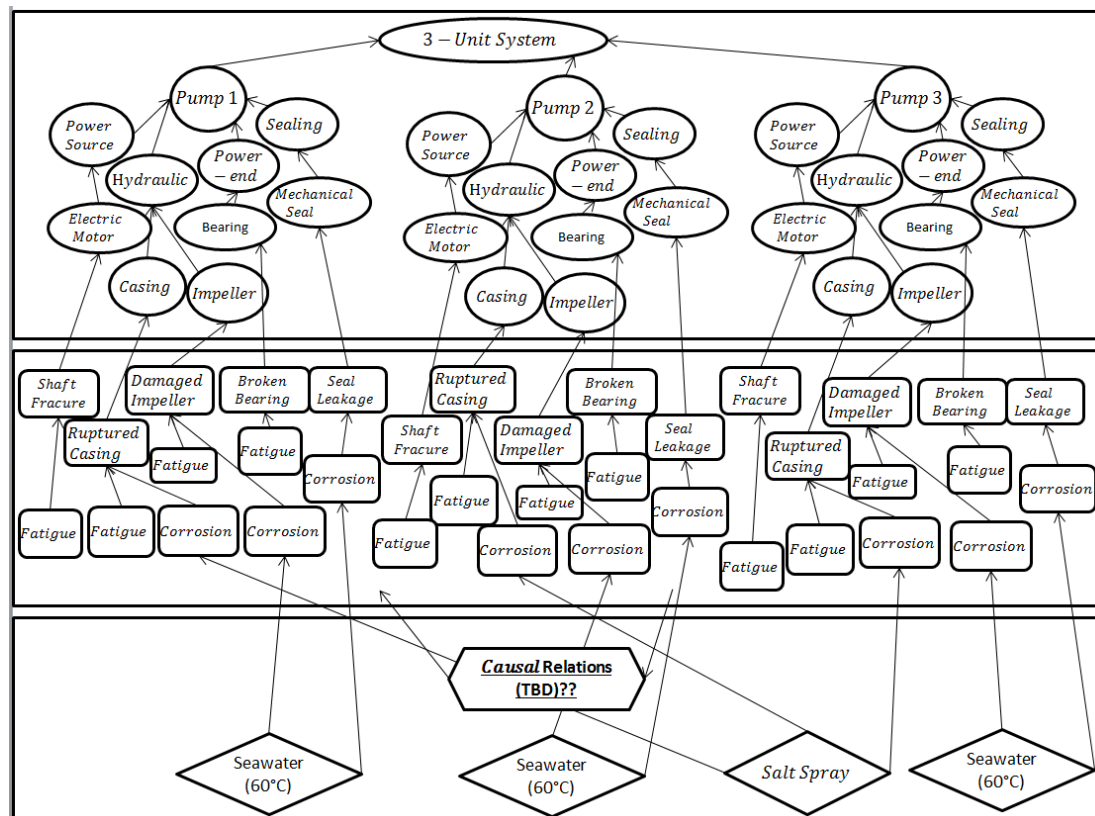 3 − Unit System
Pump 1
Pump 2
Pump 3
Power
Source
Sealing
Hydraulic
Power
− end
Electric
Motor
Bearing
Mechanical
Seal
Casing
Impeller
Power
Source
Sealing
Hydraulic
Power
− end
Electric
Motor
Bearing
Mechanical
Seal
Casing
Impeller
Power
Source
Sealing
Hydraulic
Power
− end
Electric
Motor
Bearing
Mechanical
Seal
Casing
Impeller
Shaft
Fracure
Ruptured
Casing
Damaged
Impeller
Broken
Bearing
Seal
Leakage
Fatigue
Fatigue
Corrosion
Fatigue
Corrosion
Fatigue
Corrosion
Shaft
Fracure
Ruptured
Casing
Damaged
Impeller
Broken
Bearing
Seal
Leakage
Fatigue
Fatigue
Corrosion
Fatigue
Corrosion
Fatigue
Corrosion
Shaft
Fracure
Ruptured
Casing
Damaged
Impeller
Broken
Bearing
Seal
Leakage
Fatigue
Fatigue
Corrosion
Fatigue
Corrosion
Fatigue
Corrosion
Causal Relations
(TBD)??
Seawater
(60°C)
Seawater
(60°C)
Salt Spray
Seawater
(60°C)